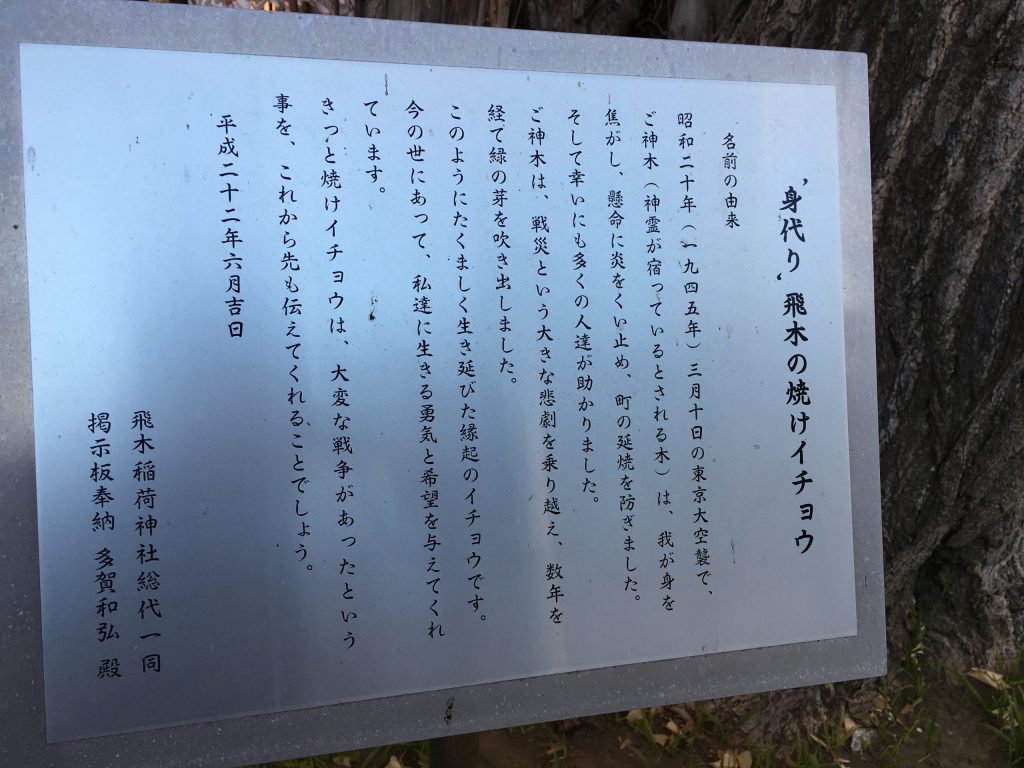 〝身代り〟飛木の焼けイチョウ
名前の由来
昭和二十年（一九四五年）三月十日の東京大空襲で、
ご神木（神霊が宿っているとされる木）は、我が身を
焦がし、懸命に炎をくい止め、町の延焼を防ぎました。
そして幸いにも多くの人達が助かりました。
ご神木は、戦災という大きな悲劇を乗り越え、数年を
経て緑の芽を吹き出しました。
このようにたくましく生き延びた縁起のイチョウです。
今の世にあって、私達に生きる勇気と希望を与えてくれ
ています。
きっと焼けイチョウは、大変な戦争があったという
事を、これから先も伝えてくれることでしょう。
平成二十二年六月吉日
飛木稲荷神社総代一同
掲示板奉納 多賀和弘 殿